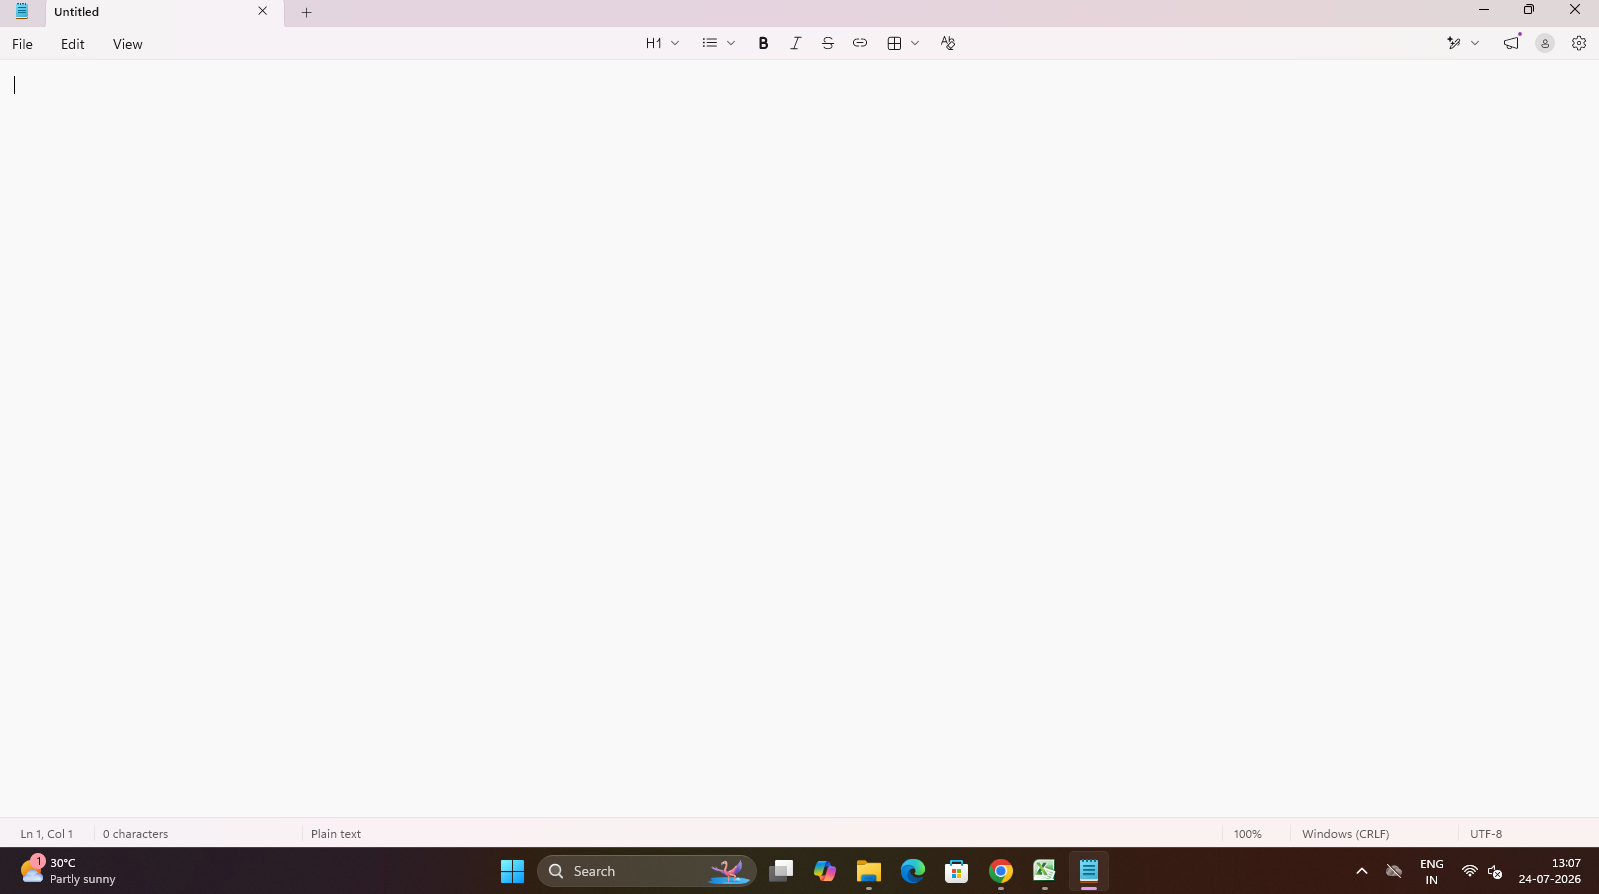 Untitled
File Edit View H1 B I S
Ln 1, Col 1 0 characters Plain text 100% Windows (CRLF) UTF-8
1 30°C Search ENG 13:07
Partly sunny IN 24-07-2026